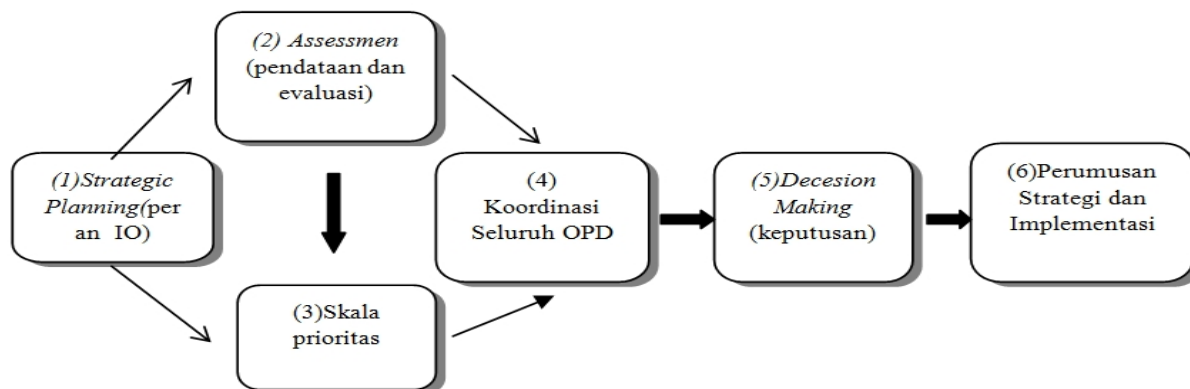 (1)Strategic
Planning(per
an IO)
(2) Assessmen
(pendataan dan
evaluasi)
(3)Skala
prioritas
(4)
Koordinasi
Seluruh OPD
(5)Decesion
Making
(keputusan)
(6)Perumusan
Strategi dan
Implementasi